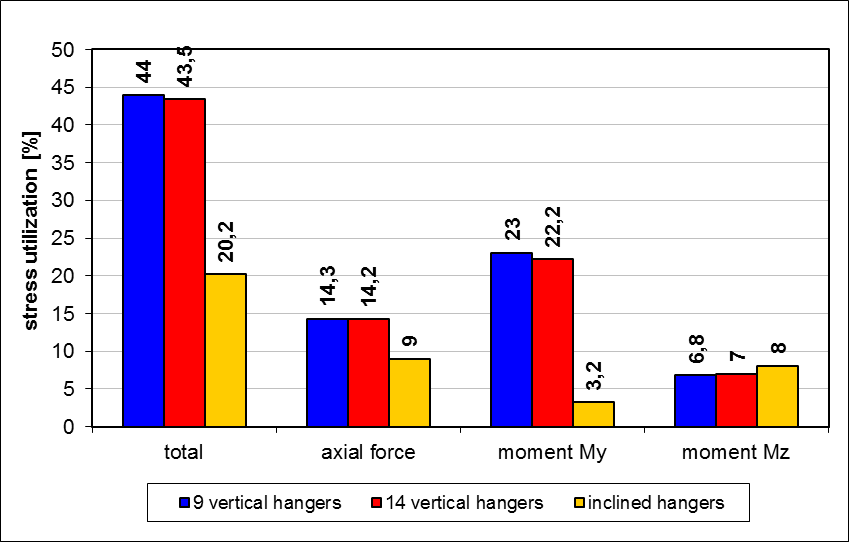 50
45
40
35
30
25
20
15
10
5
0
stress utilization [%]
44
43,5
20,2
14,3
14,2
9
23
22,2
3,2
6,8
7
8
total
axial force
moment My
moment Mz
9 vertical hangers
14 vertical hangers
inclined hangers